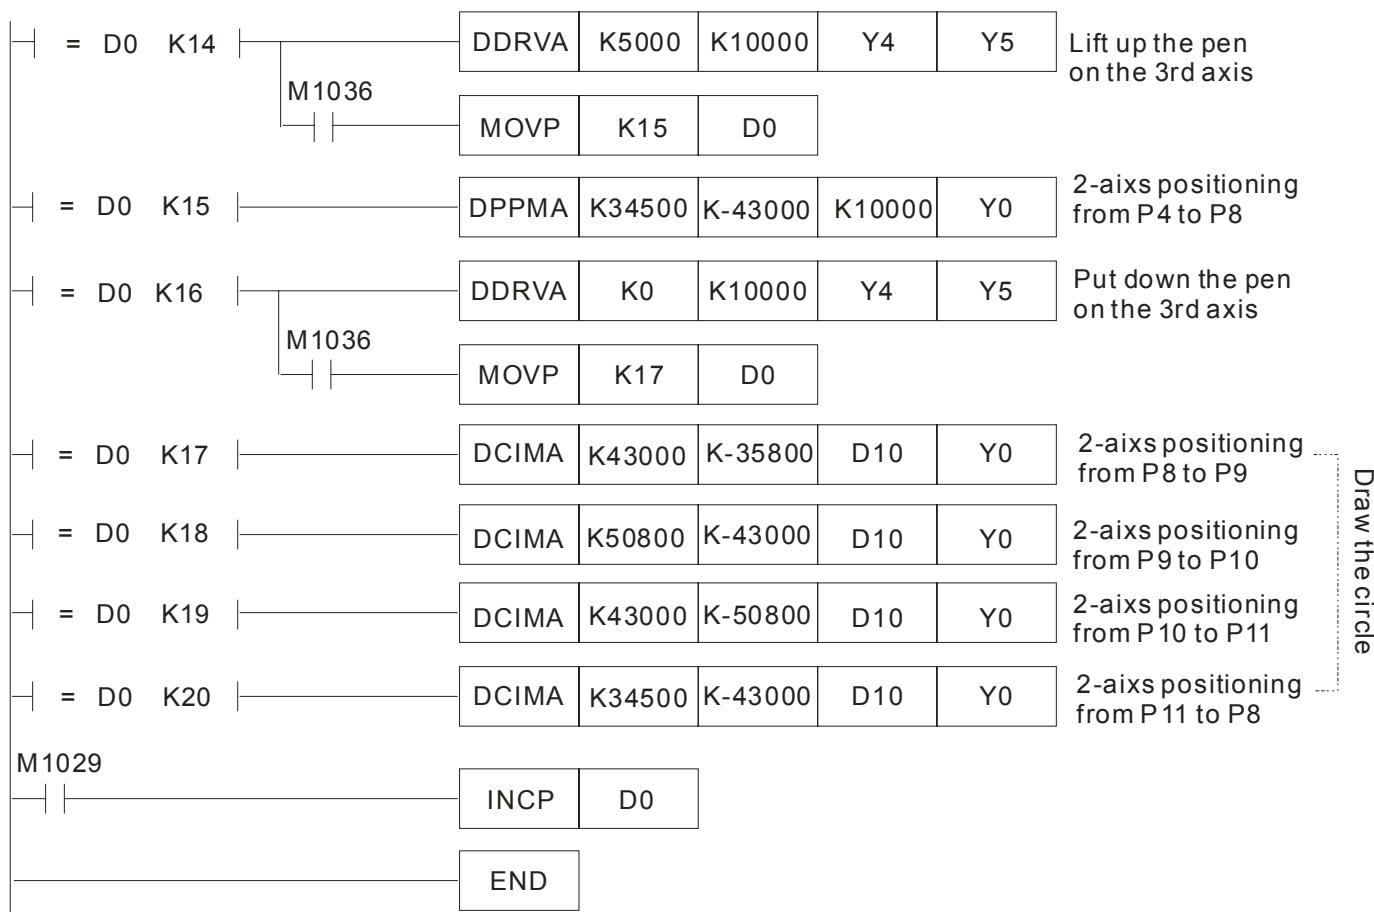 = D0 K14 DDRVA K5000 K10000 Y4 Y5 Lift up the pen
on the 3rd axis
M1036
MOVP K15 D0
= D0 K15 DPPMA K34500 K-43000 K10000 Y0 2-aixs positioning
from P4 to P8
= D0 K16 DDRVA K0 K10000 Y4 Y5 Put down the pen
on the 3rd axis
M1036
MOVP K17 D0
= D0 K17 DCIMA K43000 K-35800 D10 Y0 2-aixs positioning
from P8 to P9
= D0 K18 DCIMA K50800 K-43000 D10 Y0 2-aixs positioning
from P9 to P10
= D0 K19 DCIMA K43000 K-50800 D10 Y0 2-aixs positioning
from P10 to P11
= D0 K20 DCIMA K34500 K-43000 D10 Y0 2-aixs positioning
from P11 to P8
Draw the circle
M1029
INCP D0
END